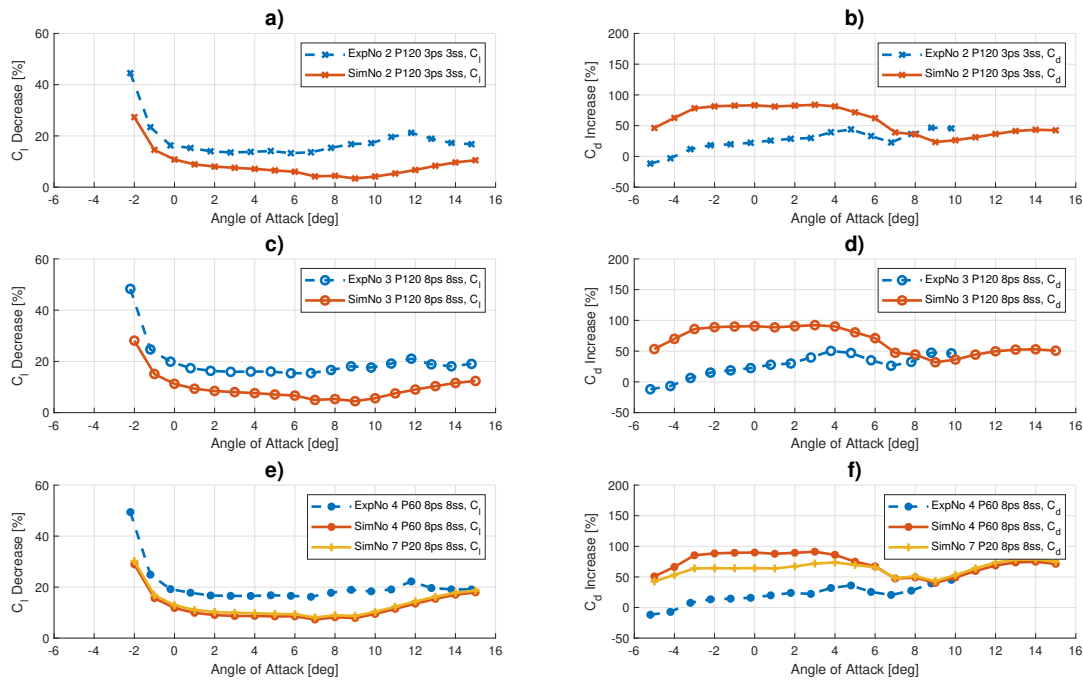 a)
C_l Decrease [%]
60
40
20
0
ExpNo 2 P120 3ps 3ss, C_l
SimNo 2 P120 3ps 3ss, C_l
-6 -4 -2 0 2 4 6 8 10 12 14 16
Angle of Attack [deg]
b)
C_d Increase [%]
200
150
100
50
0
-50
ExpNo 2 P120 3ps 3ss, C_d
SimNo 2 P120 3ps 3ss, C_d
-6 -4 -2 0 2 4 6 8 10 12 14 16
Angle of Attack [deg]
c)
C_l Decrease [%]
60
40
20
0
ExpNo 3 P120 8ps 8ss, C_l
SimNo 3 P120 8ps 8ss, C_l
-6 -4 -2 0 2 4 6 8 10 12 14 16
Angle of Attack [deg]
d)
C_d Increase [%]
200
150
100
50
0
-50
ExpNo 3 P120 8ps 8ss, C_d
SimNo 3 P120 8ps 8ss, C_d
-6 -4 -2 0 2 4 6 8 10 12 14 16
Angle of Attack [deg]
e)
C_l Decrease [%]
60
40
20
0
ExpNo 4 P60 8ps 8ss, C_l
SimNo 4 P60 8ps 8ss, C_l
SimNo 7 P20 8ps 8ss, C_l
-6 -4 -2 0 2 4 6 8 10 12 14 16
Angle of Attack [deg]
f)
C_d Increase [%]
200
150
100
50
0
-50
ExpNo 4 P60 8ps 8ss, C_d
SimNo 4 P60 8ps 8ss, C_d
SimNo 7 P20 8ps 8ss, C_d
-6 -4 -2 0 2 4 6 8 10 12 14 16
Angle of Attack [deg]